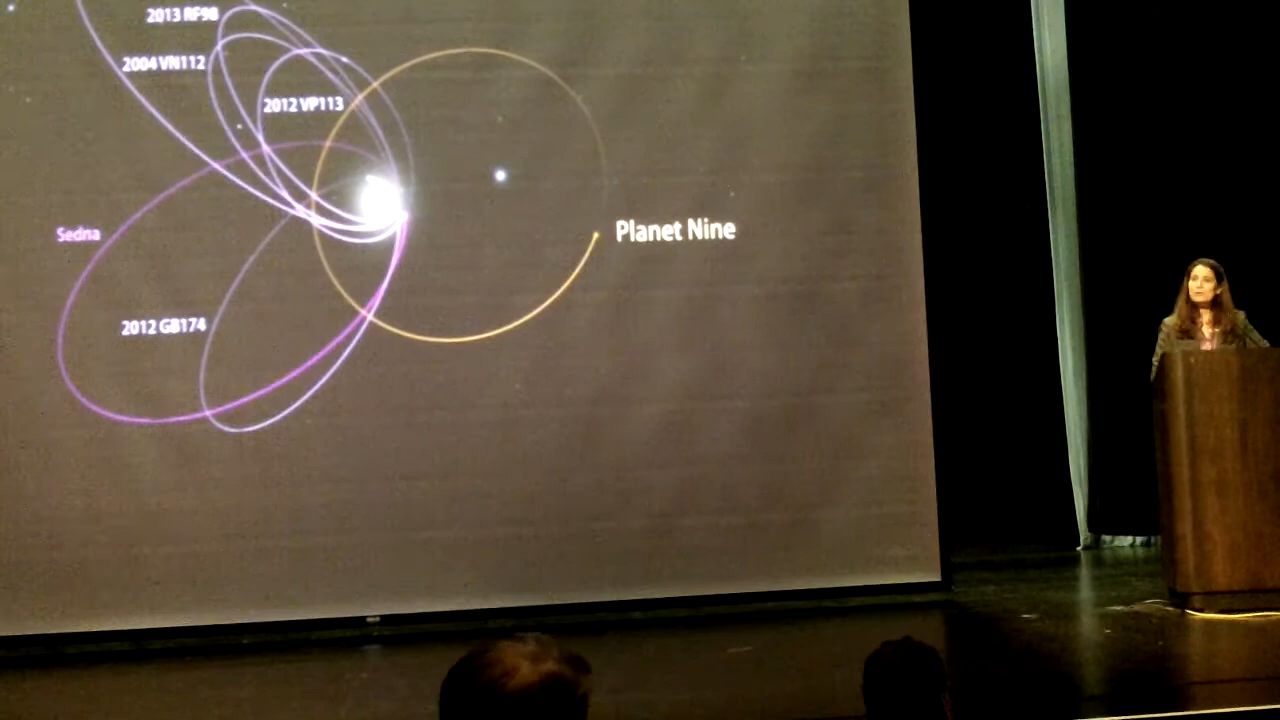 2013 RF98
2004 VN112
2012 VP113
Sedna
Planet Nine
2012 GB174